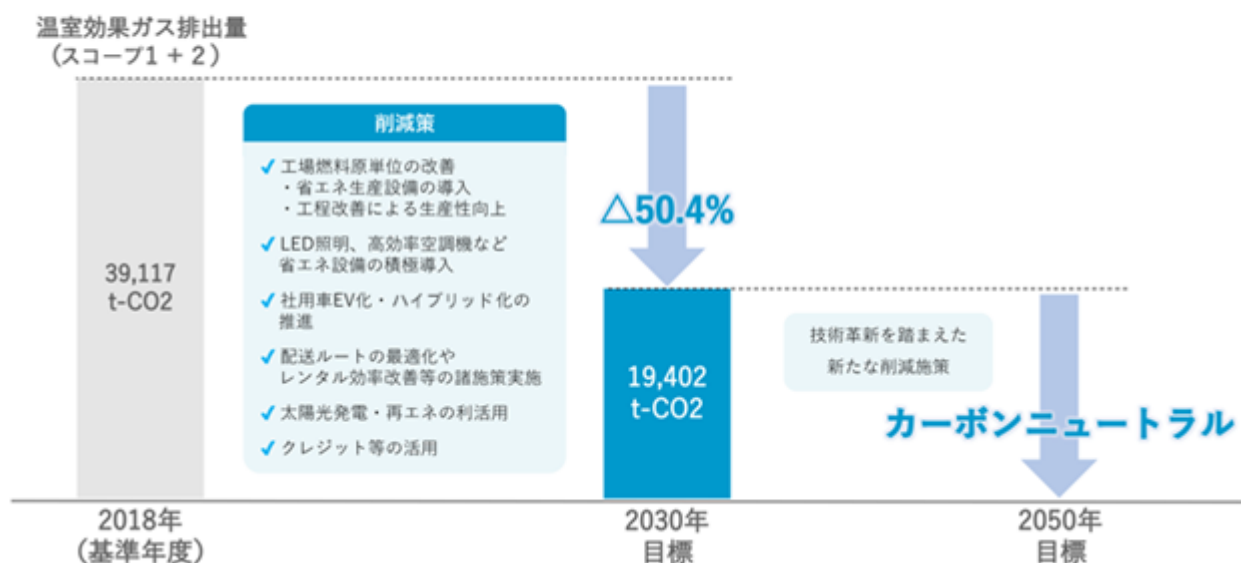 温室効果ガス排出量
（スコープ1 + 2）
削減策
✓ 工場燃料原単位の改善
・省エネ生産設備の導入
・工程改善による生産性向上
✓ LED照明、高効率空調機など
省エネ設備の積極導入
✓ 社用車EV化・ハイブリッド化の
推進
✓ 配送ルートの最適化や
レンタル効率改善等の諸施策実施
✓ 太陽光発電・再エネの利活用
✓ クレジット等の活用
39,117
t-CO2
△50.4%
19,402
t-CO2
技術革新を踏まえた
新たな削減施策
カーボンニュートラル
2018年
（基準年度）
2030年
目標
2050年
目標